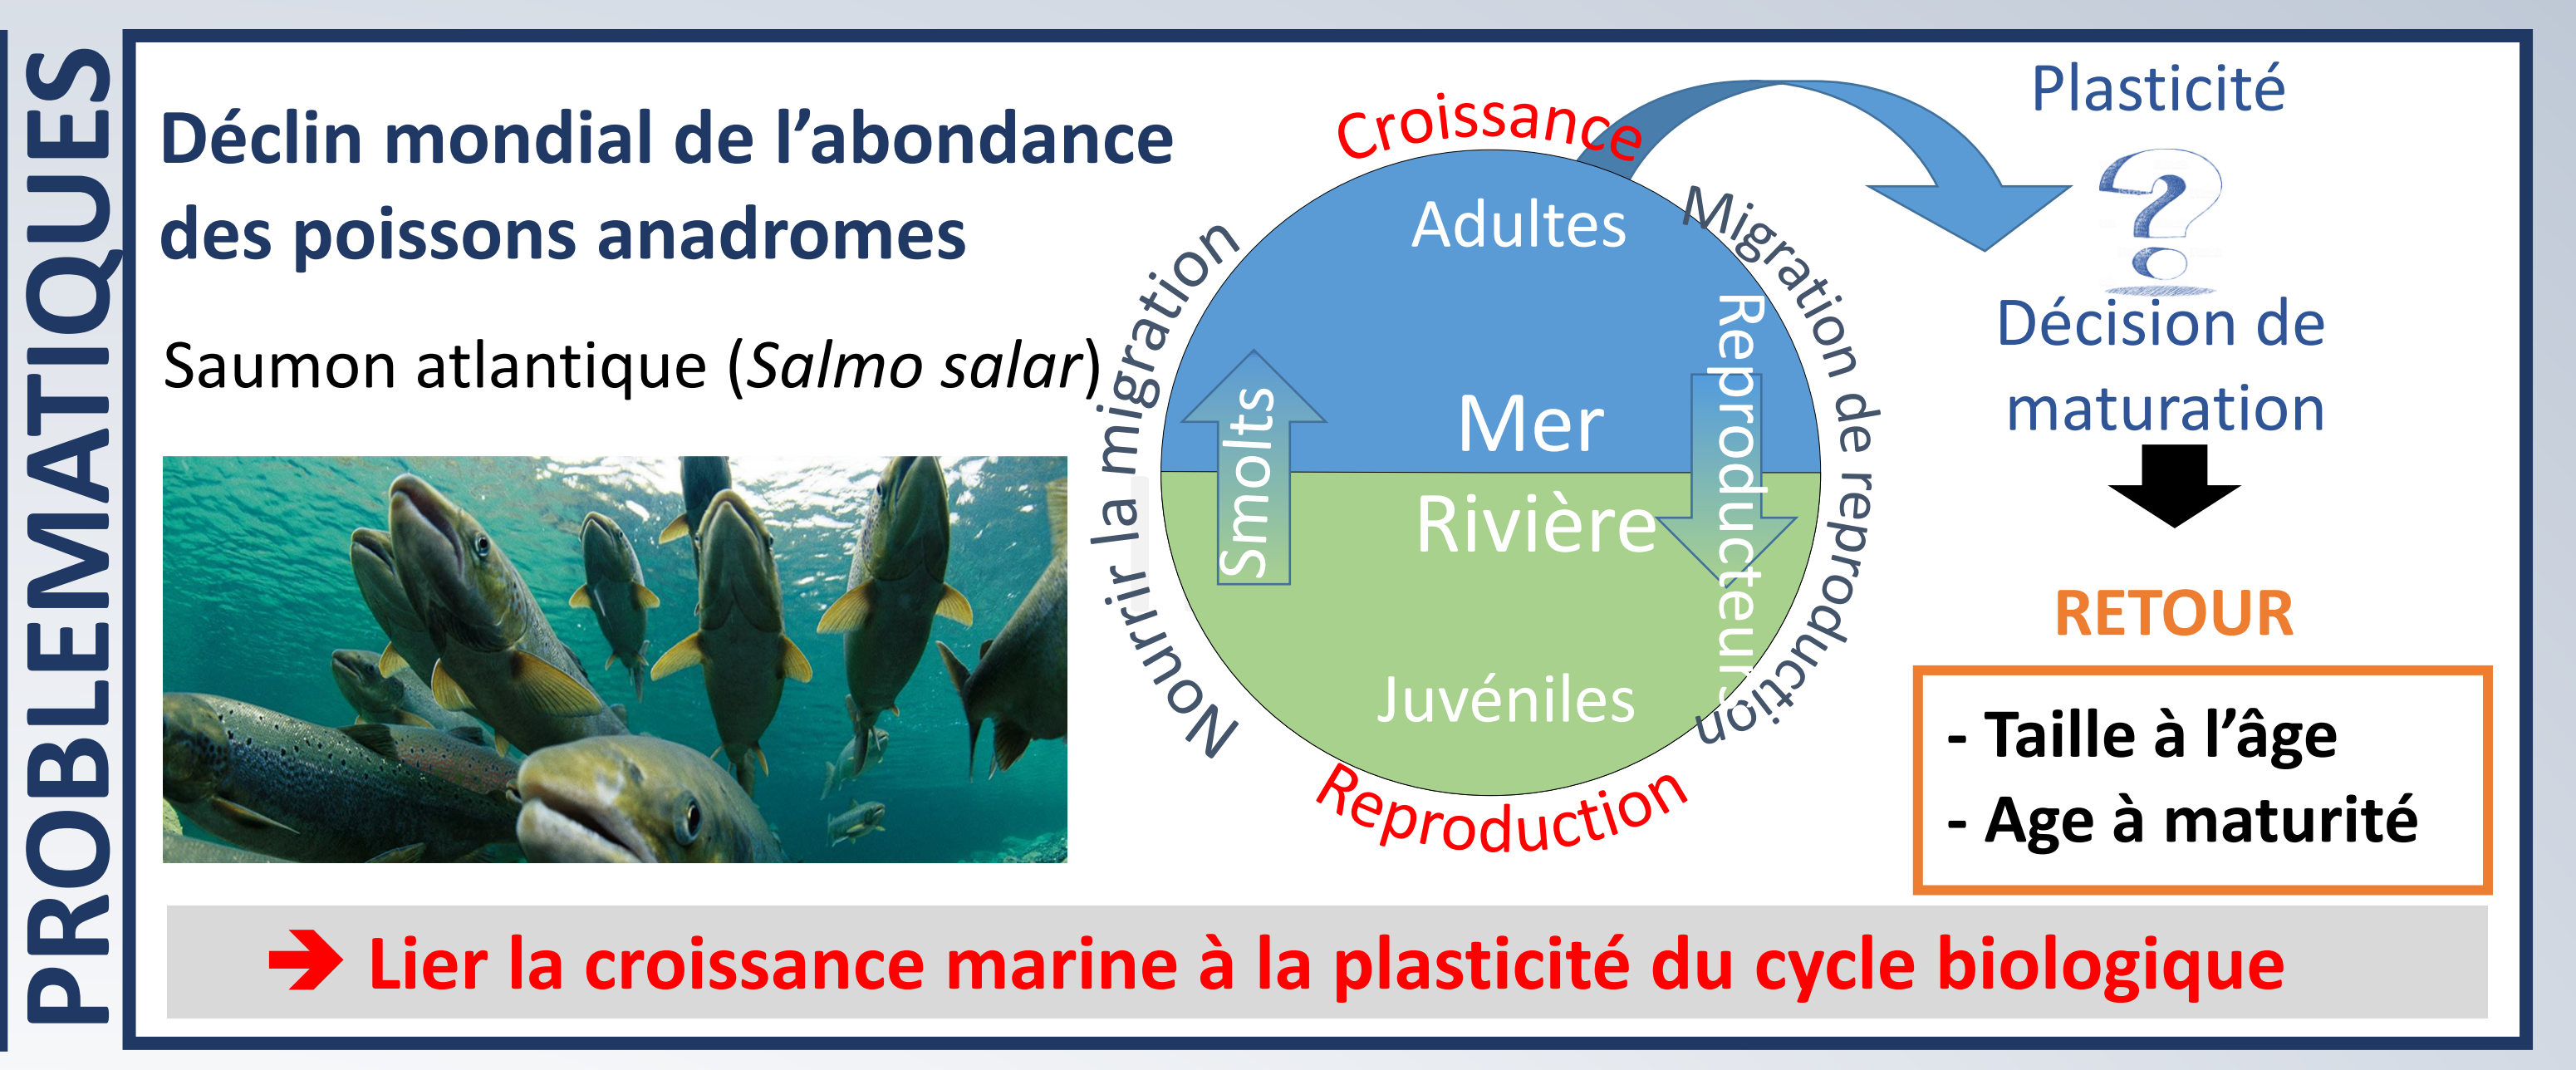 PROBLEMATIQUES
Déclin mondial de l’abondance
des poissons anadromes
Saumon atlantique (Salmo salar)
Croissance
Adultes
Mer
Rivière
Juvéniles
Reproduction
Nourrir la migration
Smolts
Reproducteurs
Migration de reproduction
Plasticité
?
Décision de
maturation
RETOUR
- Taille à l’âge
- Age à maturité
➔ Lier la croissance marine à la plasticité du cycle biologique